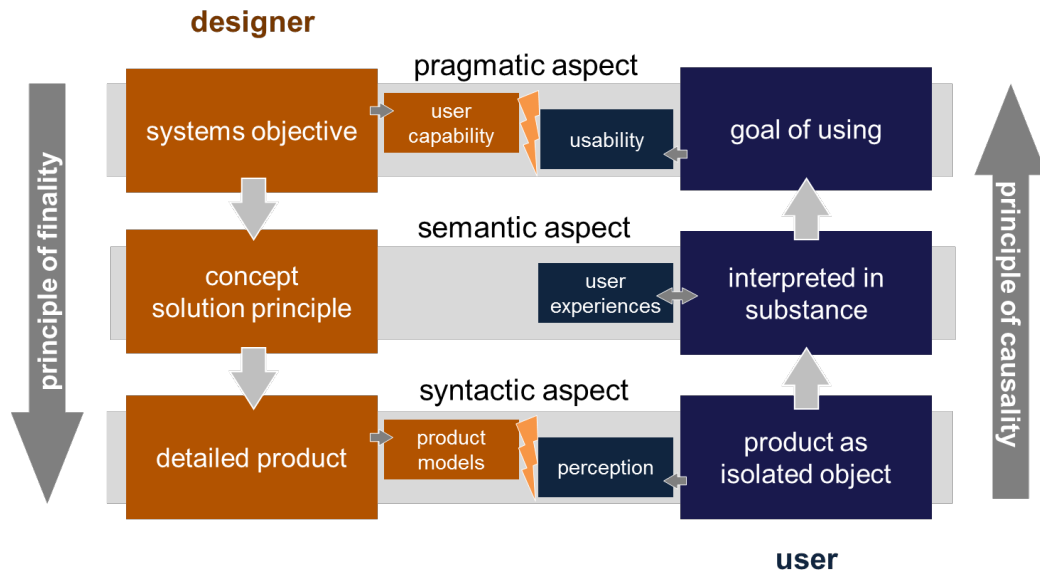 designer
pragmatic aspect
systems objective
user
capability
usability
goal of using
principle of finality
semantic aspect
concept
solution principle
user
experiences
interpreted in
substance
principle of causality
syntactic aspect
detailed product
product
models
perception
product as
isolated object
user